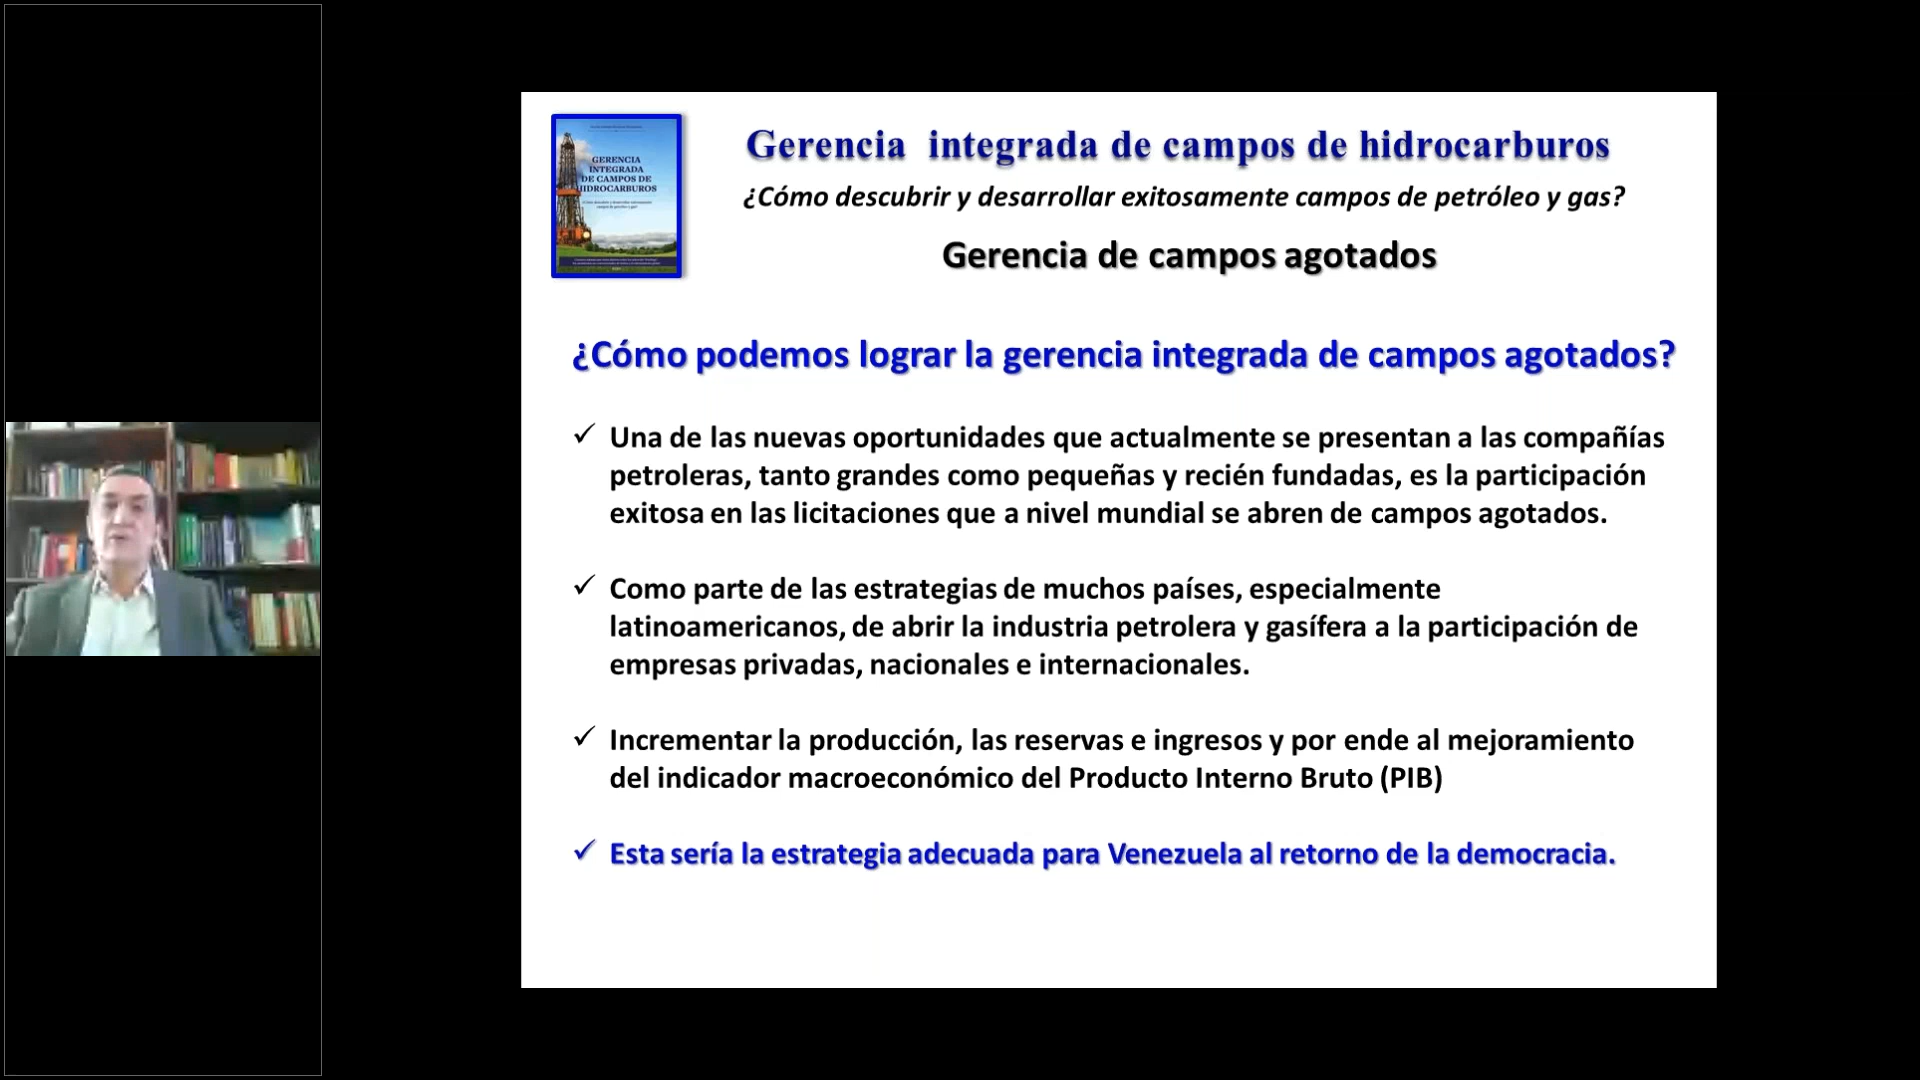 GERENCIA
INTEGRADA
DE CAMPOS DE
HIDROCARBUROS
Gerencia integrada de campos de hidrocarburos
¿Cómo descubrir y desarrollar exitosamente campos de petróleo y gas?
Gerencia de campos agotados
¿Cómo podemos lograr la gerencia integrada de campos agotados?
✓ Una de las nuevas oportunidades que actualmente se presentan a las compañías
petroleras, tanto grandes como pequeñas y recién fundadas, es la participación
exitosa en las licitaciones que a nivel mundial se abren de campos agotados.
✓ Como parte de las estrategias de muchos países, especialmente
latinoamericanos, de abrir la industria petrolera y gasífera a la participación de
empresas privadas, nacionales e internacionales.
✓ Incrementar la producción, las reservas e ingresos y por ende al mejoramiento
del indicador macroeconómico del Producto Interno Bruto (PIB)
✓ Esta sería la estrategia adecuada para Venezuela al retorno de la democracia.